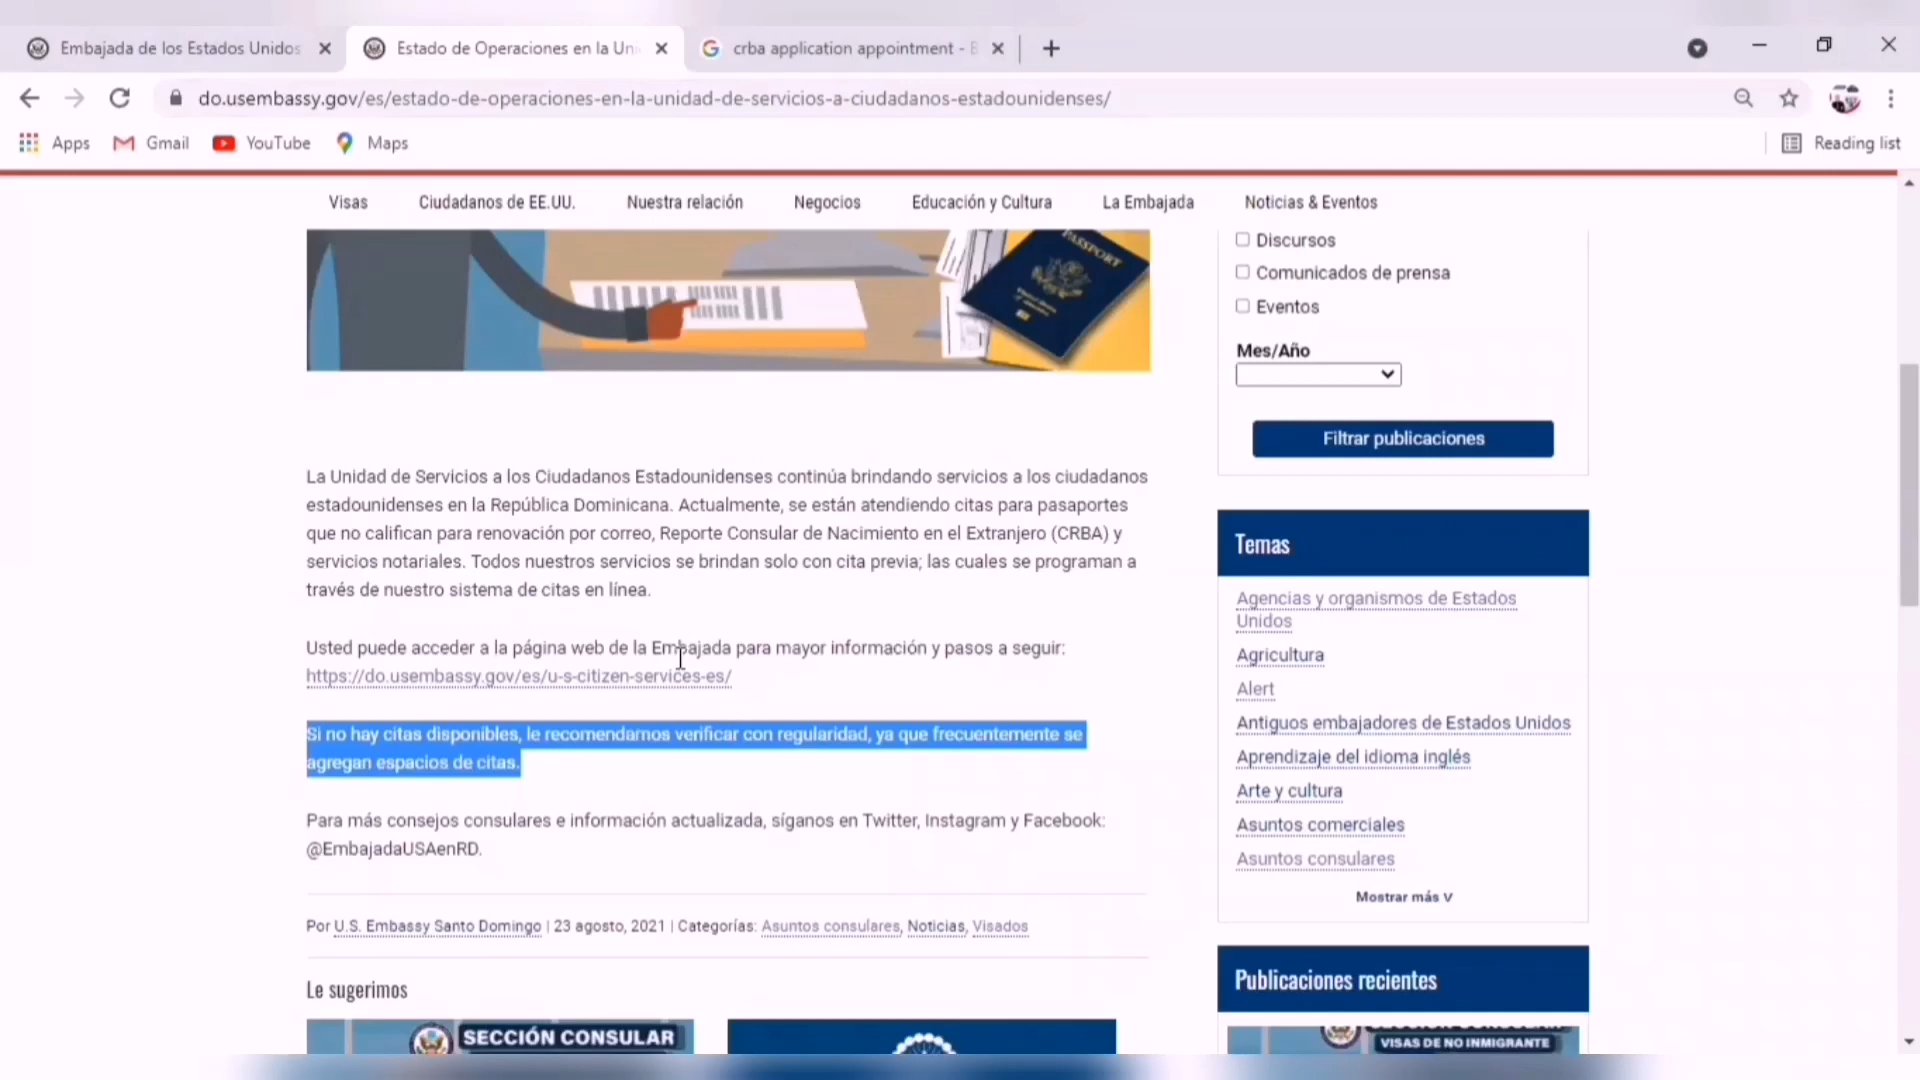 Embajada de los Estados Unidos
Estado de Operaciones en la Uni
crba application appointment - B
do.usembassy.gov/es/estado-de-operaciones-en-la-unidad-de-servicios-a-ciudadanos-estadounidenses/
Apps Gmail YouTube Maps Reading list
Visas Ciudadanos de EE.UU. Nuestra relación Negocios Educación y Cultura La Embajada Noticias & Eventos
PASSPORT
La Unidad de Servicios a los Ciudadanos Estadounidenses continúa brindando servicios a los ciudadanos
estadounidenses en la República Dominicana. Actualmente, se están atendiendo citas para pasaportes
que no califican para renovación por correo, Reporte Consular de Nacimiento en el Extranjero (CRBA) y
servicios notariales. Todos nuestros servicios se brindan solo con cita previa; las cuales se programan a
través de nuestro sistema de citas en línea.
Usted puede acceder a la página web de la Embajada para mayor información y pasos a seguir:
https://do.usembassy.gov/es/u-s-citizen-services-es/
Si no hay citas disponibles, le recomendamos verificar con regularidad, ya que frecuentemente se
agregan espacios de citas.
Para más consejos consulares e información actualizada, síganos en Twitter, Instagram y Facebook:
@EmbajadaUSAenRD.
Por U.S. Embassy Santo Domingo | 23 agosto, 2021 | Categorías: Asuntos consulares, Noticias, Visados
Le sugerimos
SECCIÓN CONSULAR
Discursos
Comunicados de prensa
Eventos
Mes/Año
Filtrar publicaciones
Temas
Agencias y organismos de Estados
Unidos
Agricultura
Alert
Antiguos embajadores de Estados Unidos
Aprendizaje del idioma inglés
Arte y cultura
Asuntos comerciales
Asuntos consulares
Mostrar más V
Publicaciones recientes
SECCIÓN CONSULAR
VISAS DE NO INMIGRANTE